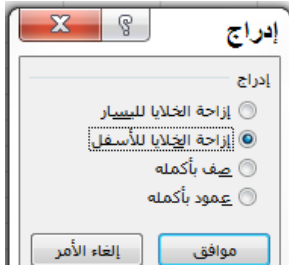 إدراج
إدراج
إزاحة الخلايا لليسار
إزاحة الخلايا للأسفل
صف بأكمله
عمود بأكمله
موافق إلغاء الأمر